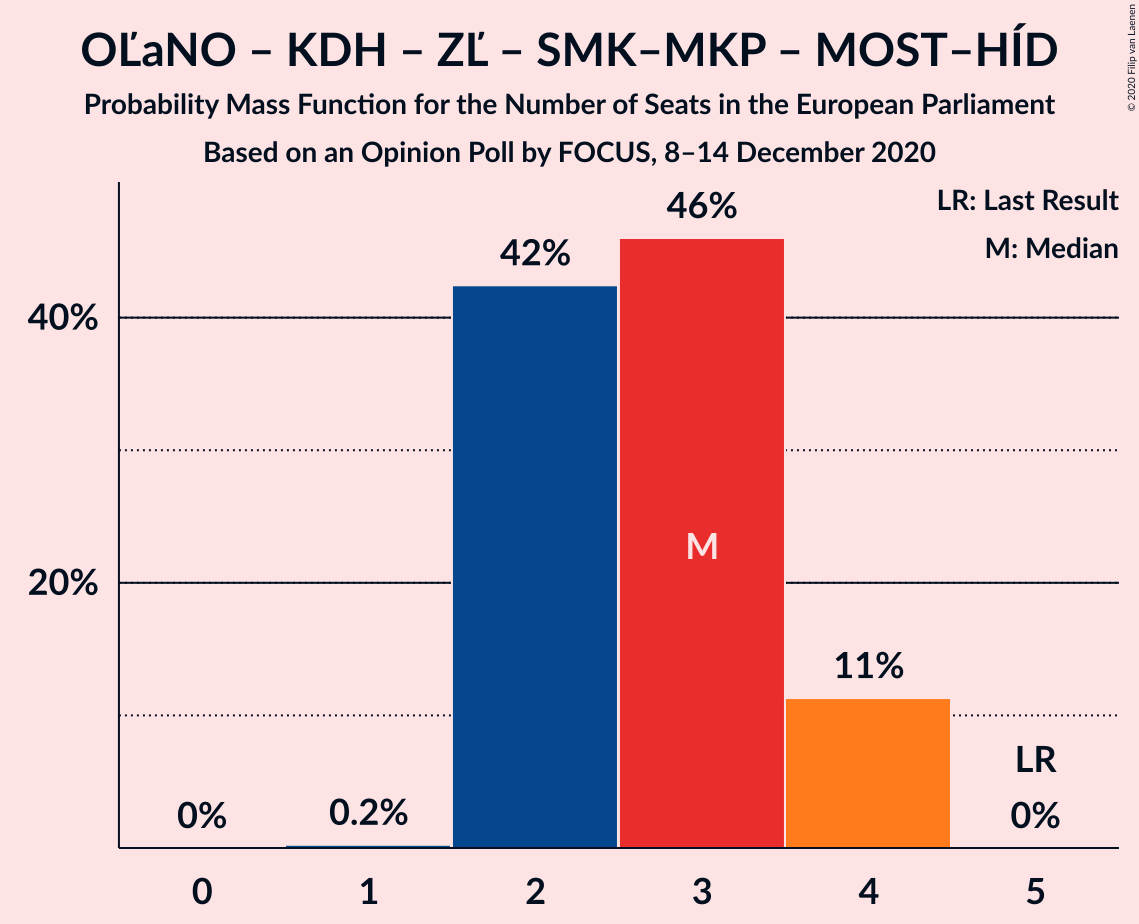 OĽaNO – KDH – ZĽ – SMK–MKP – MOST–HÍD
Probability Mass Function for the Number of Seats in the European Parliament
Based on an Opinion Poll by FOCUS, 8–14 December 2020
© 2020 Filip van Laenen
LR: Last Result
M: Median
46%
42%
40%
M
20%
11%
LR
0%
0.2%
0%
0
1
2
3
4
5